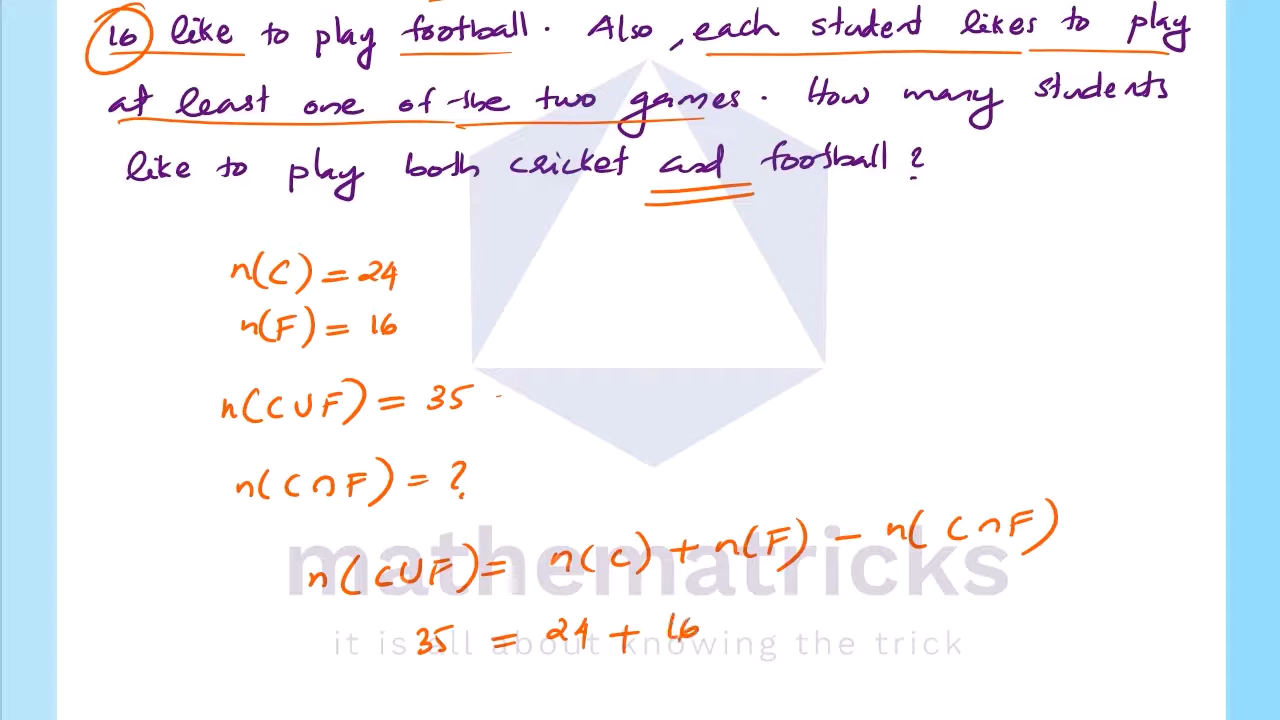 16 like to play football. Also, each student likes to play
at least one of the two games. How many students
like to play both cricket and football?
n(C) = 24
n(F) = 16
n(C∪F) = 35
n(C∩F) = ?
n(C∪F) = n(C) + n(F) - n(C∩F)
35 = 24 + 16
mathematricks
it is all about knowing the trick